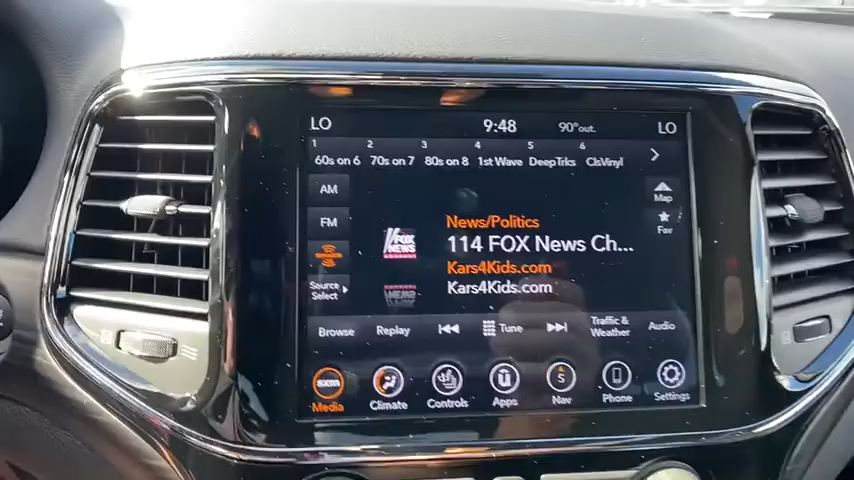 LO 9:48 90°out. LO
1 2 3 4 5 6
60s on 6 70s on 7 80s on 8 1st Wave DeepTrks ClsVinyl
AM
FM
Source
Select
FOX
NEWS
News/Politics
114 FOX News Ch...
Kars4Kids.com
Kars4Kids.com
Map
Fav
Browse Replay Tune Traffic & Weather Audio
sxm
Media Climate Controls Apps Nav Phone Settings